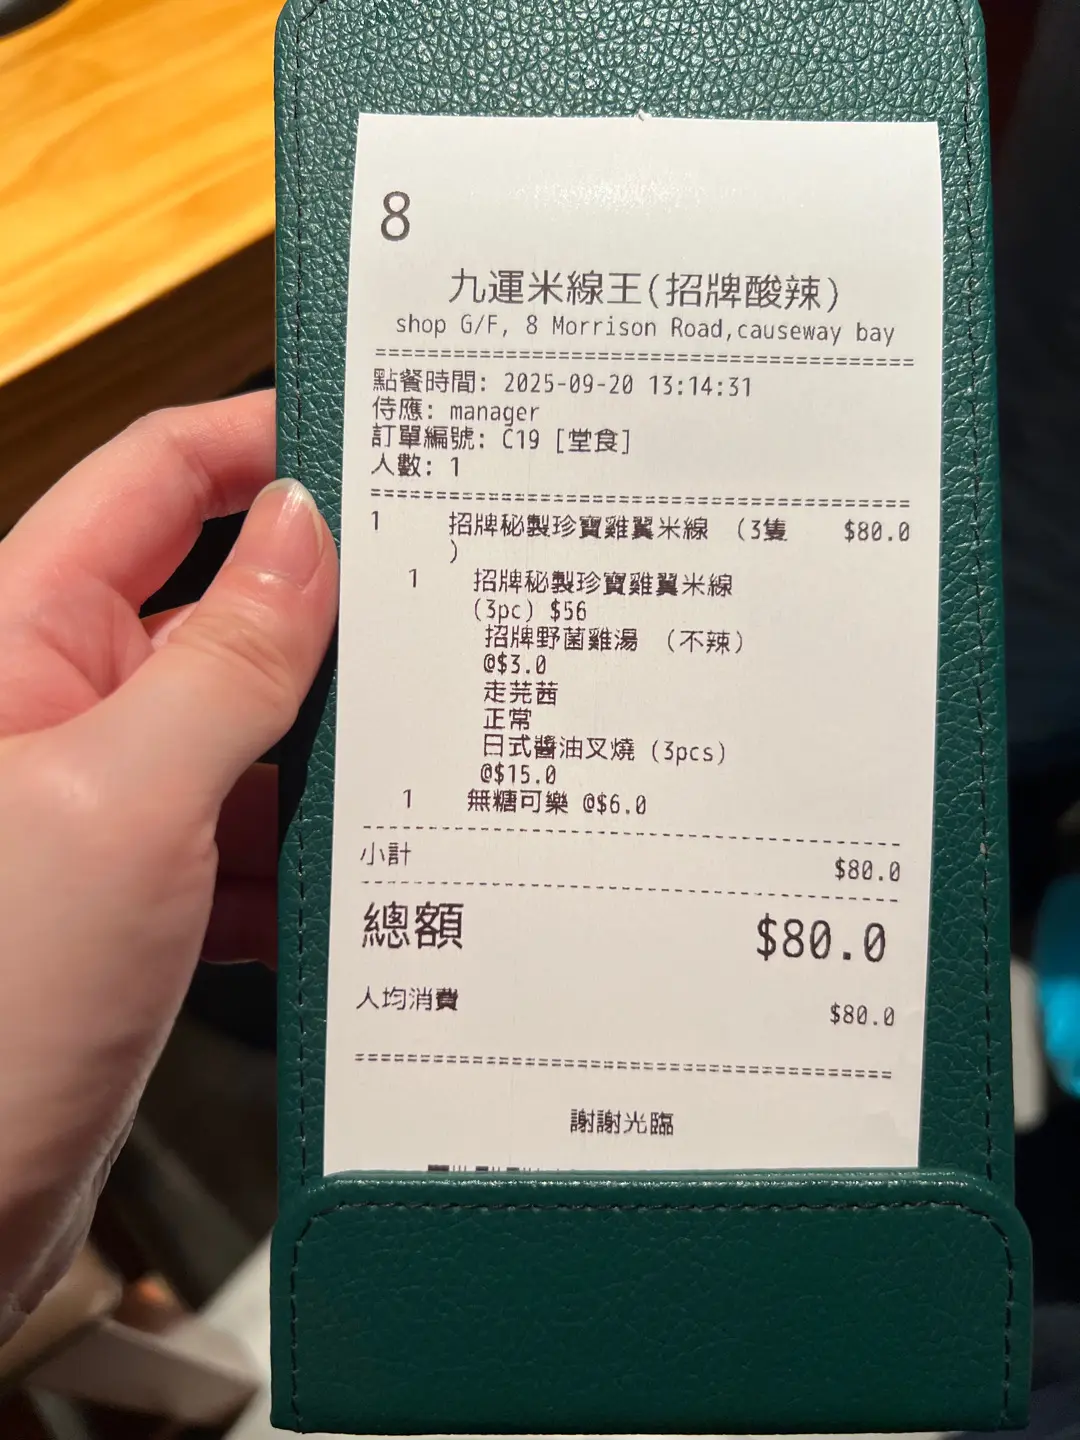 8
九運米線王(招牌酸辣)
shop G/F, 8 Morrison Road,causeway bay
======================================
點餐時間: 2025-09-20 13:14:31
侍應: manager
訂單編號: C19 [堂食]
人數: 1
======================================
1 招牌秘製珍寶雞翼米線 (3隻 $80.0
)
1 招牌秘製珍寶雞翼米線
(3pc) $56
招牌野菌雞湯 (不辣)
@$3.0
走芫茜
正常
日式醬油叉燒 (3pcs)
@$15.0
1 無糖可樂 @$6.0
--------------------------------------
小計 $80.0
--------------------------------------
總額 $80.0
人均消費 $80.0
======================================
謝謝光臨